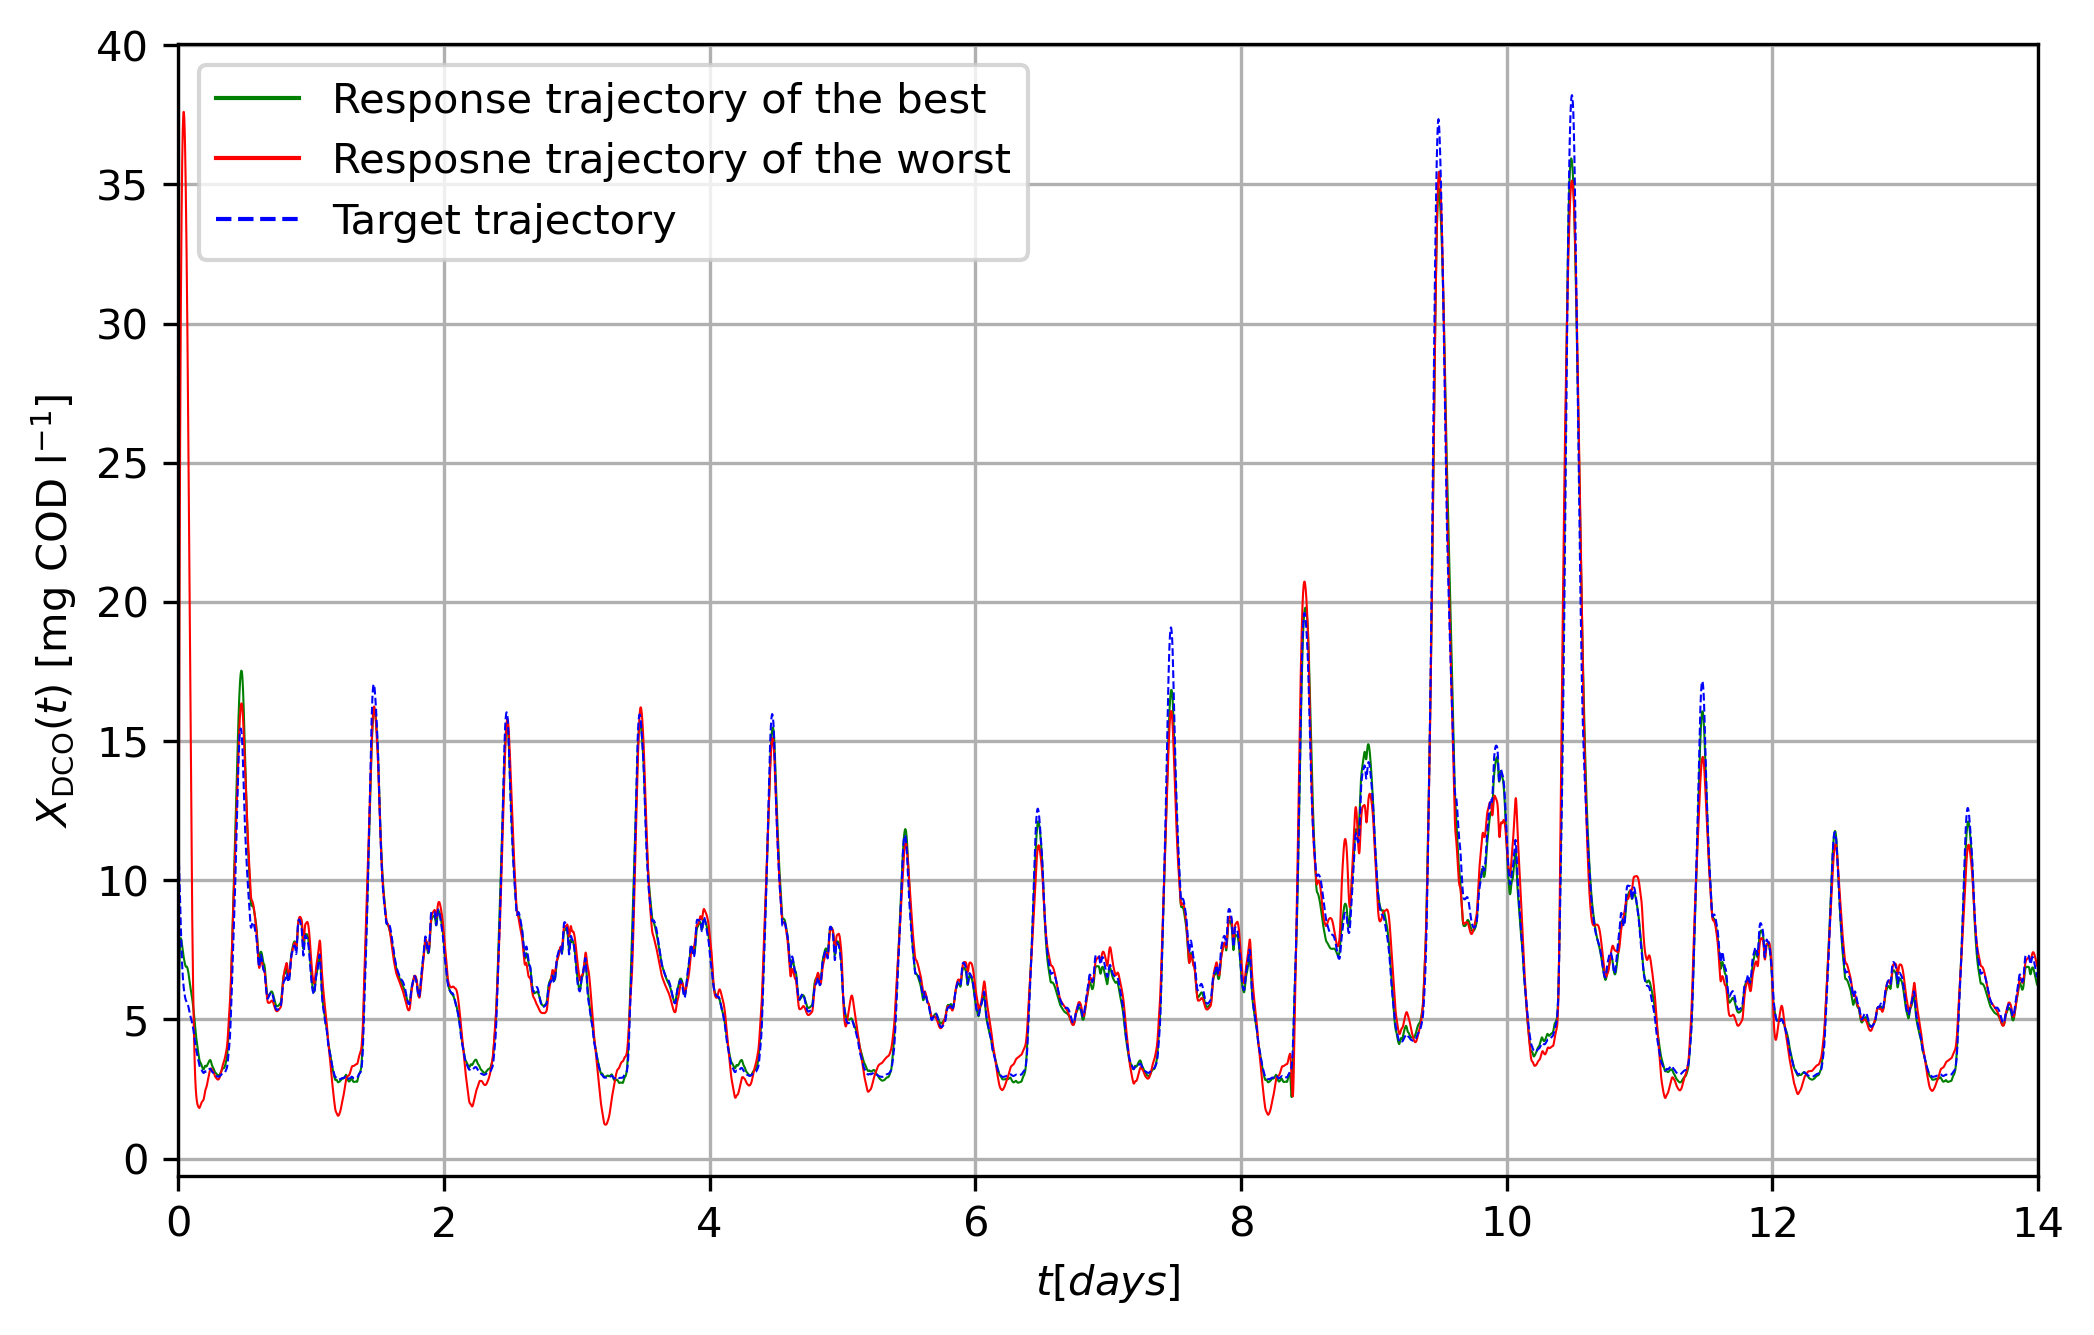 40
35
30
25
20
15
10
5
0
X_DCO(t) [mg COD l⁻¹]
Response trajectory of the best
Resposne trajectory of the worst
Target trajectory
0 2 4 6 8 10 12 14
t[days]